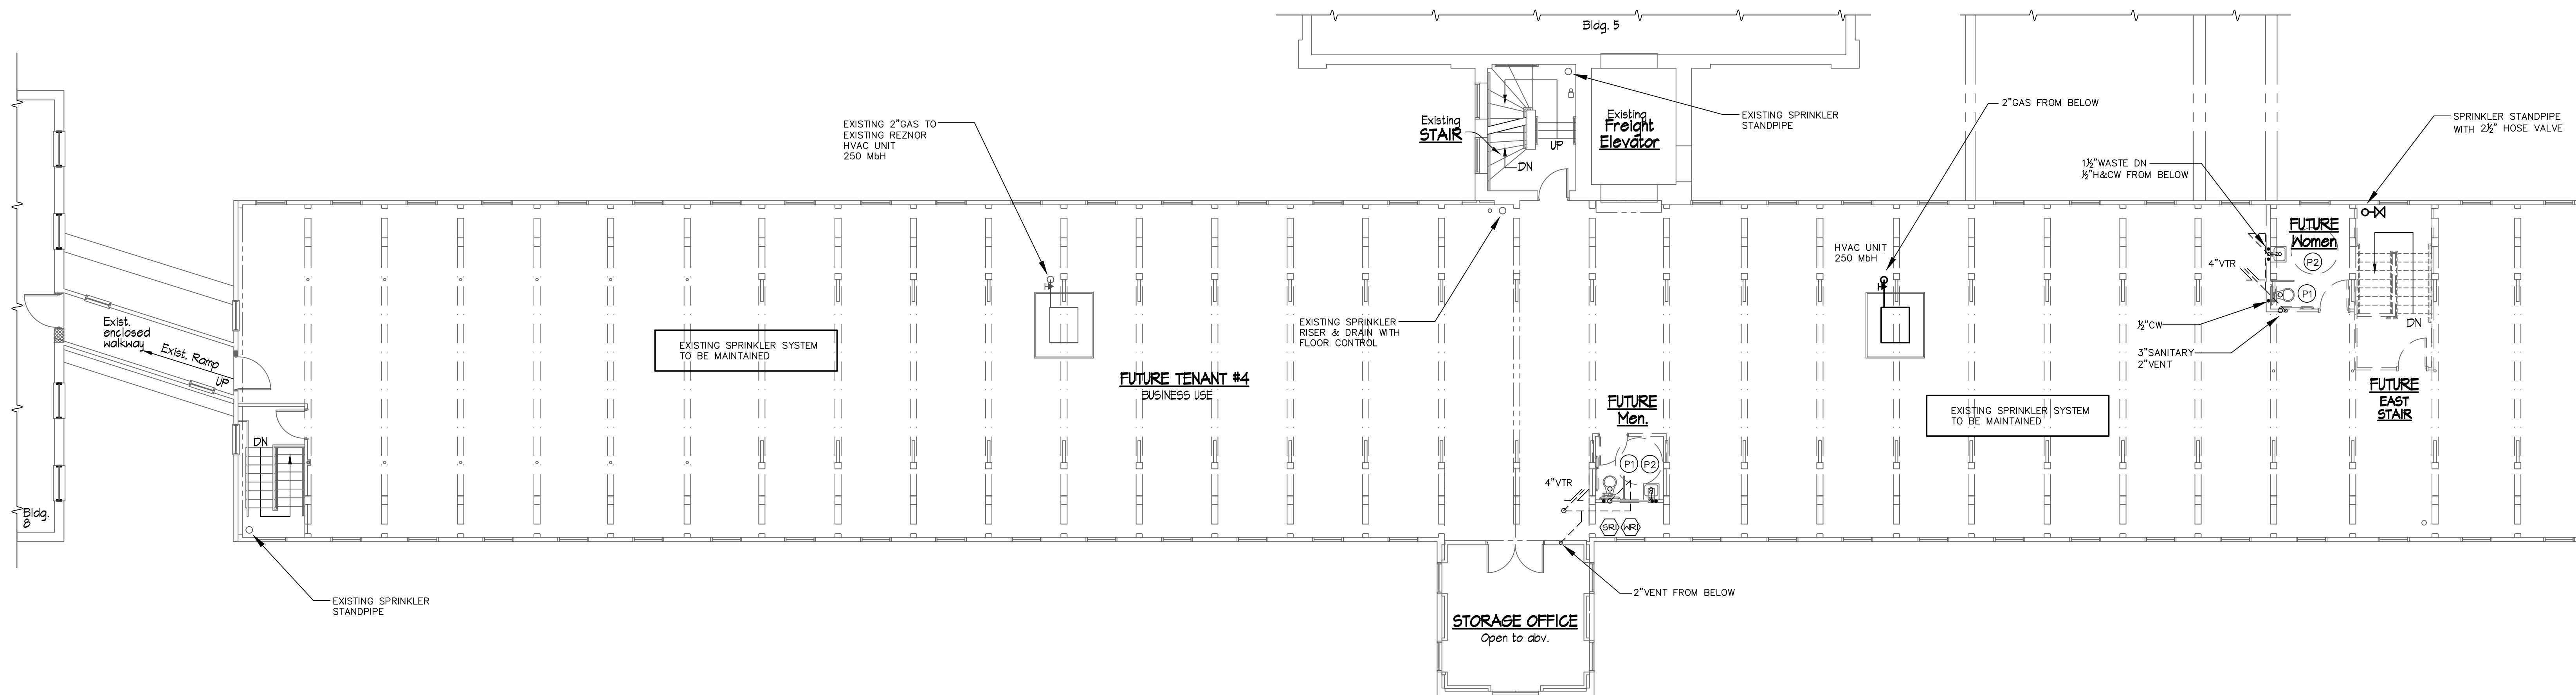 Bldg. 5
EXISTING 2"GAS TO
EXISTING REZNOR
HVAC UNIT
250 MbH
Existing
STAIR
UP
DN
Existing
Freight
Elevator
EXISTING SPRINKLER
STANDPIPE
2"GAS FROM BELOW
SPRINKLER STANDPIPE
WITH 2½" HOSE VALVE
1½"WASTE DN
½"H&CW FROM BELOW
HVAC UNIT
250 MbH
FUTURE
Women
P2
4"VTR
P1
½"CW
3"SANITARY
2"VENT
DN
FUTURE
EAST
STAIR
Exist.
enclosed
walkway
Exist. Ramp
UP
EXISTING SPRINKLER SYSTEM
TO BE MAINTAINED
EXISTING SPRINKLER
RISER & DRAIN WITH
FLOOR CONTROL
FUTURE TENANT #4
BUSINESS USE
FUTURE
Men.
EXISTING SPRINKLER SYSTEM
TO BE MAINTAINED
DN
P1
P2
4"VTR
SR1
WR1
Bldg.
8
EXISTING SPRINKLER
STANDPIPE
2"VENT FROM BELOW
STORAGE OFFICE
Open to abv.